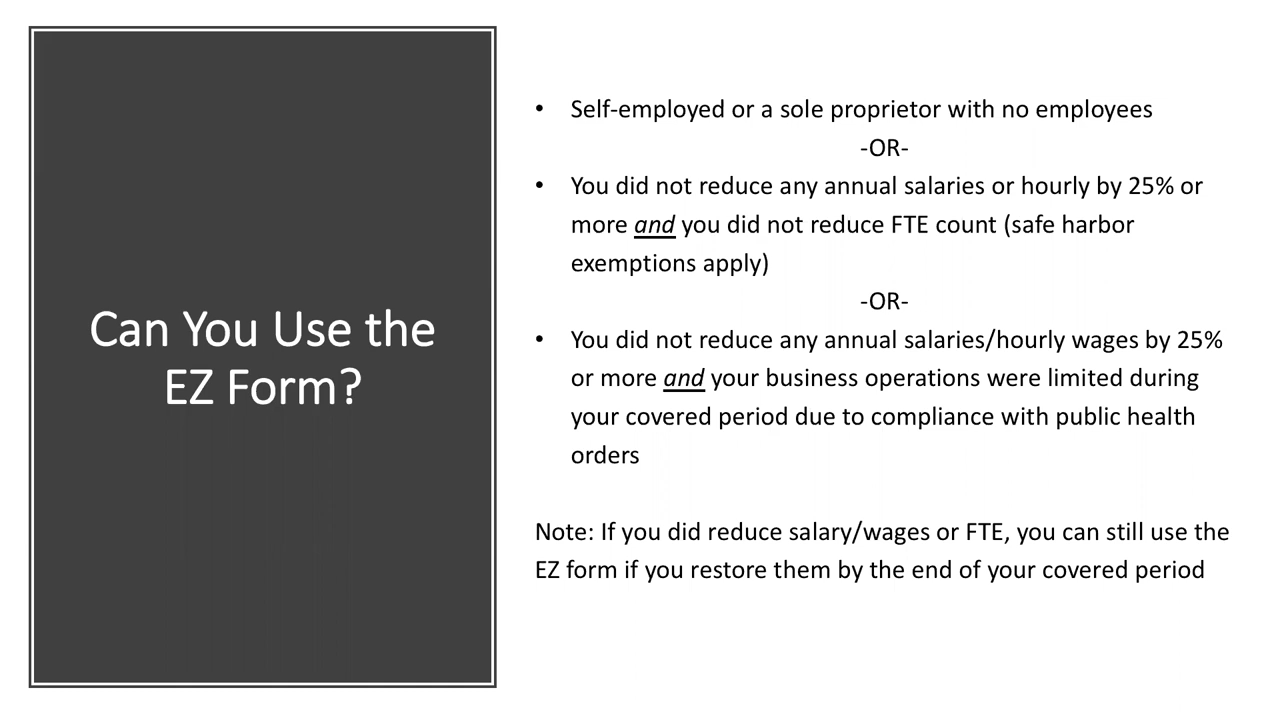 Can You Use the
EZ Form?
• Self-employed or a sole proprietor with no employees
-OR-
• You did not reduce any annual salaries or hourly by 25% or
more and you did not reduce FTE count (safe harbor
exemptions apply)
-OR-
• You did not reduce any annual salaries/hourly wages by 25%
or more and your business operations were limited during
your covered period due to compliance with public health
orders
Note: If you did reduce salary/wages or FTE, you can still use the
EZ form if you restore them by the end of your covered period